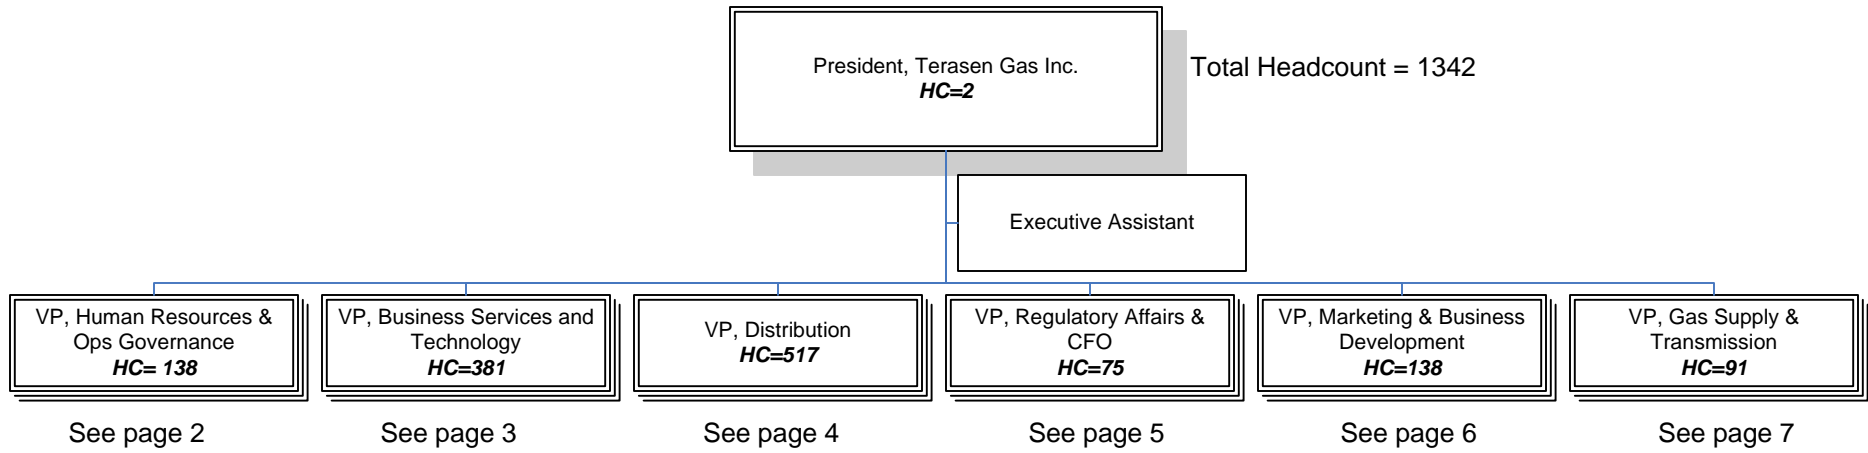 President, Terasen Gas Inc.
HC=2
Total Headcount = 1342
Executive Assistant
VP, Human Resources &
Ops Governance
HC= 138
VP, Business Services and
Technology
HC=381
VP, Distribution
HC=517
VP, Regulatory Affairs &
CFO
HC=75
VP, Marketing & Business
Development
HC=138
VP, Gas Supply &
Transmission
HC=91
See page 2
See page 3
See page 4
See page 5
See page 6
See page 7